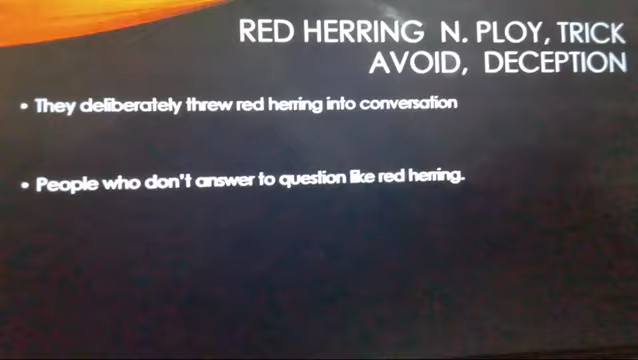 RED HERRING N. PLOY, TRICK
AVOID, DECEPTION
• They deliberately threw red herring into conversation
• People who don't answer to question like red herring.